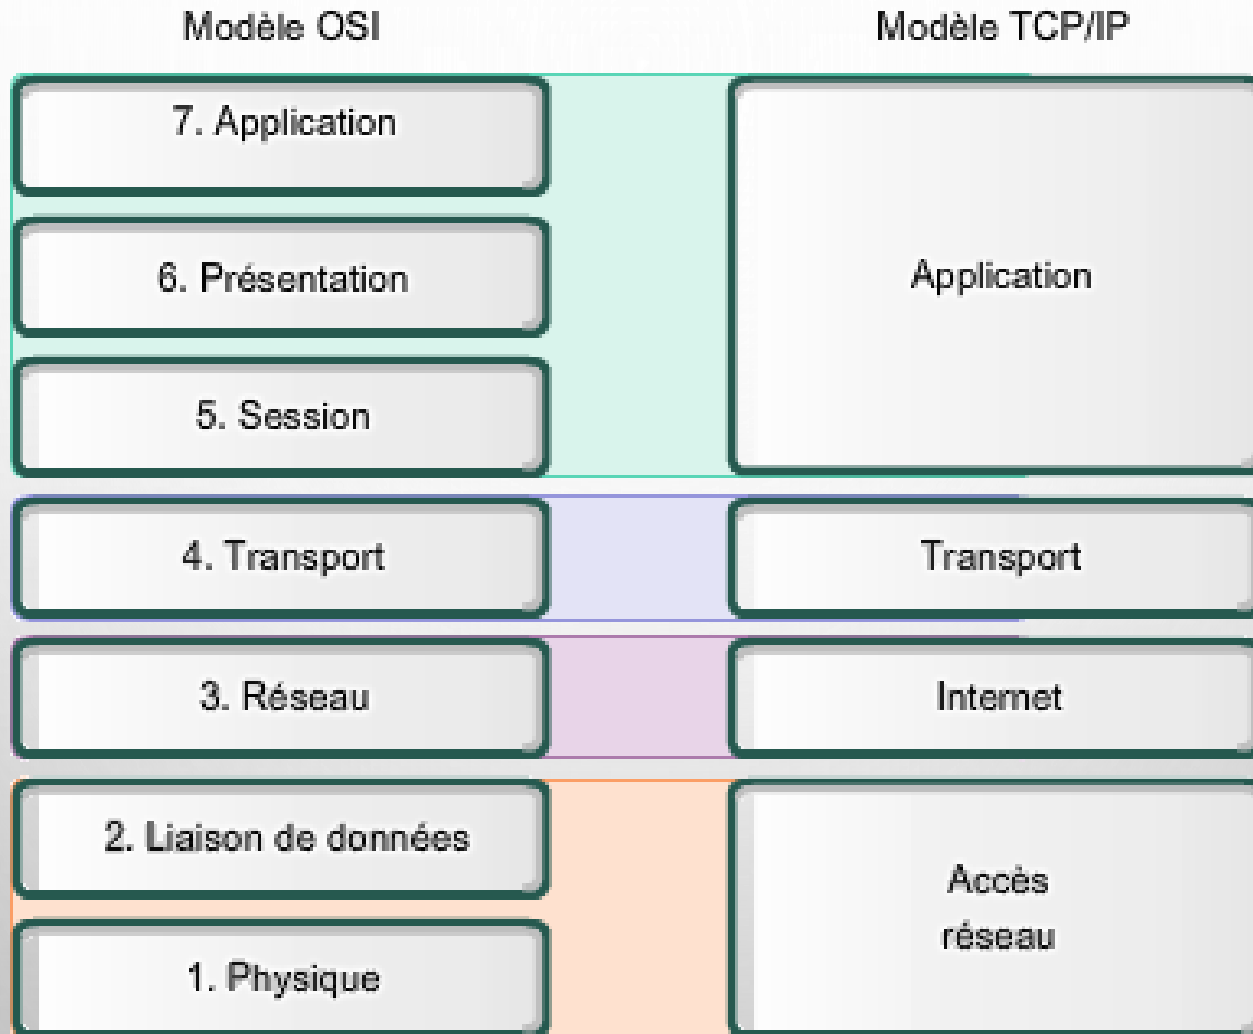 Modèle OSI
Modèle TCP/IP
7. Application
6. Présentation
5. Session
4. Transport
3. Réseau
2. Liaison de données
1. Physique
Application
Transport
Internet
Accès
réseau